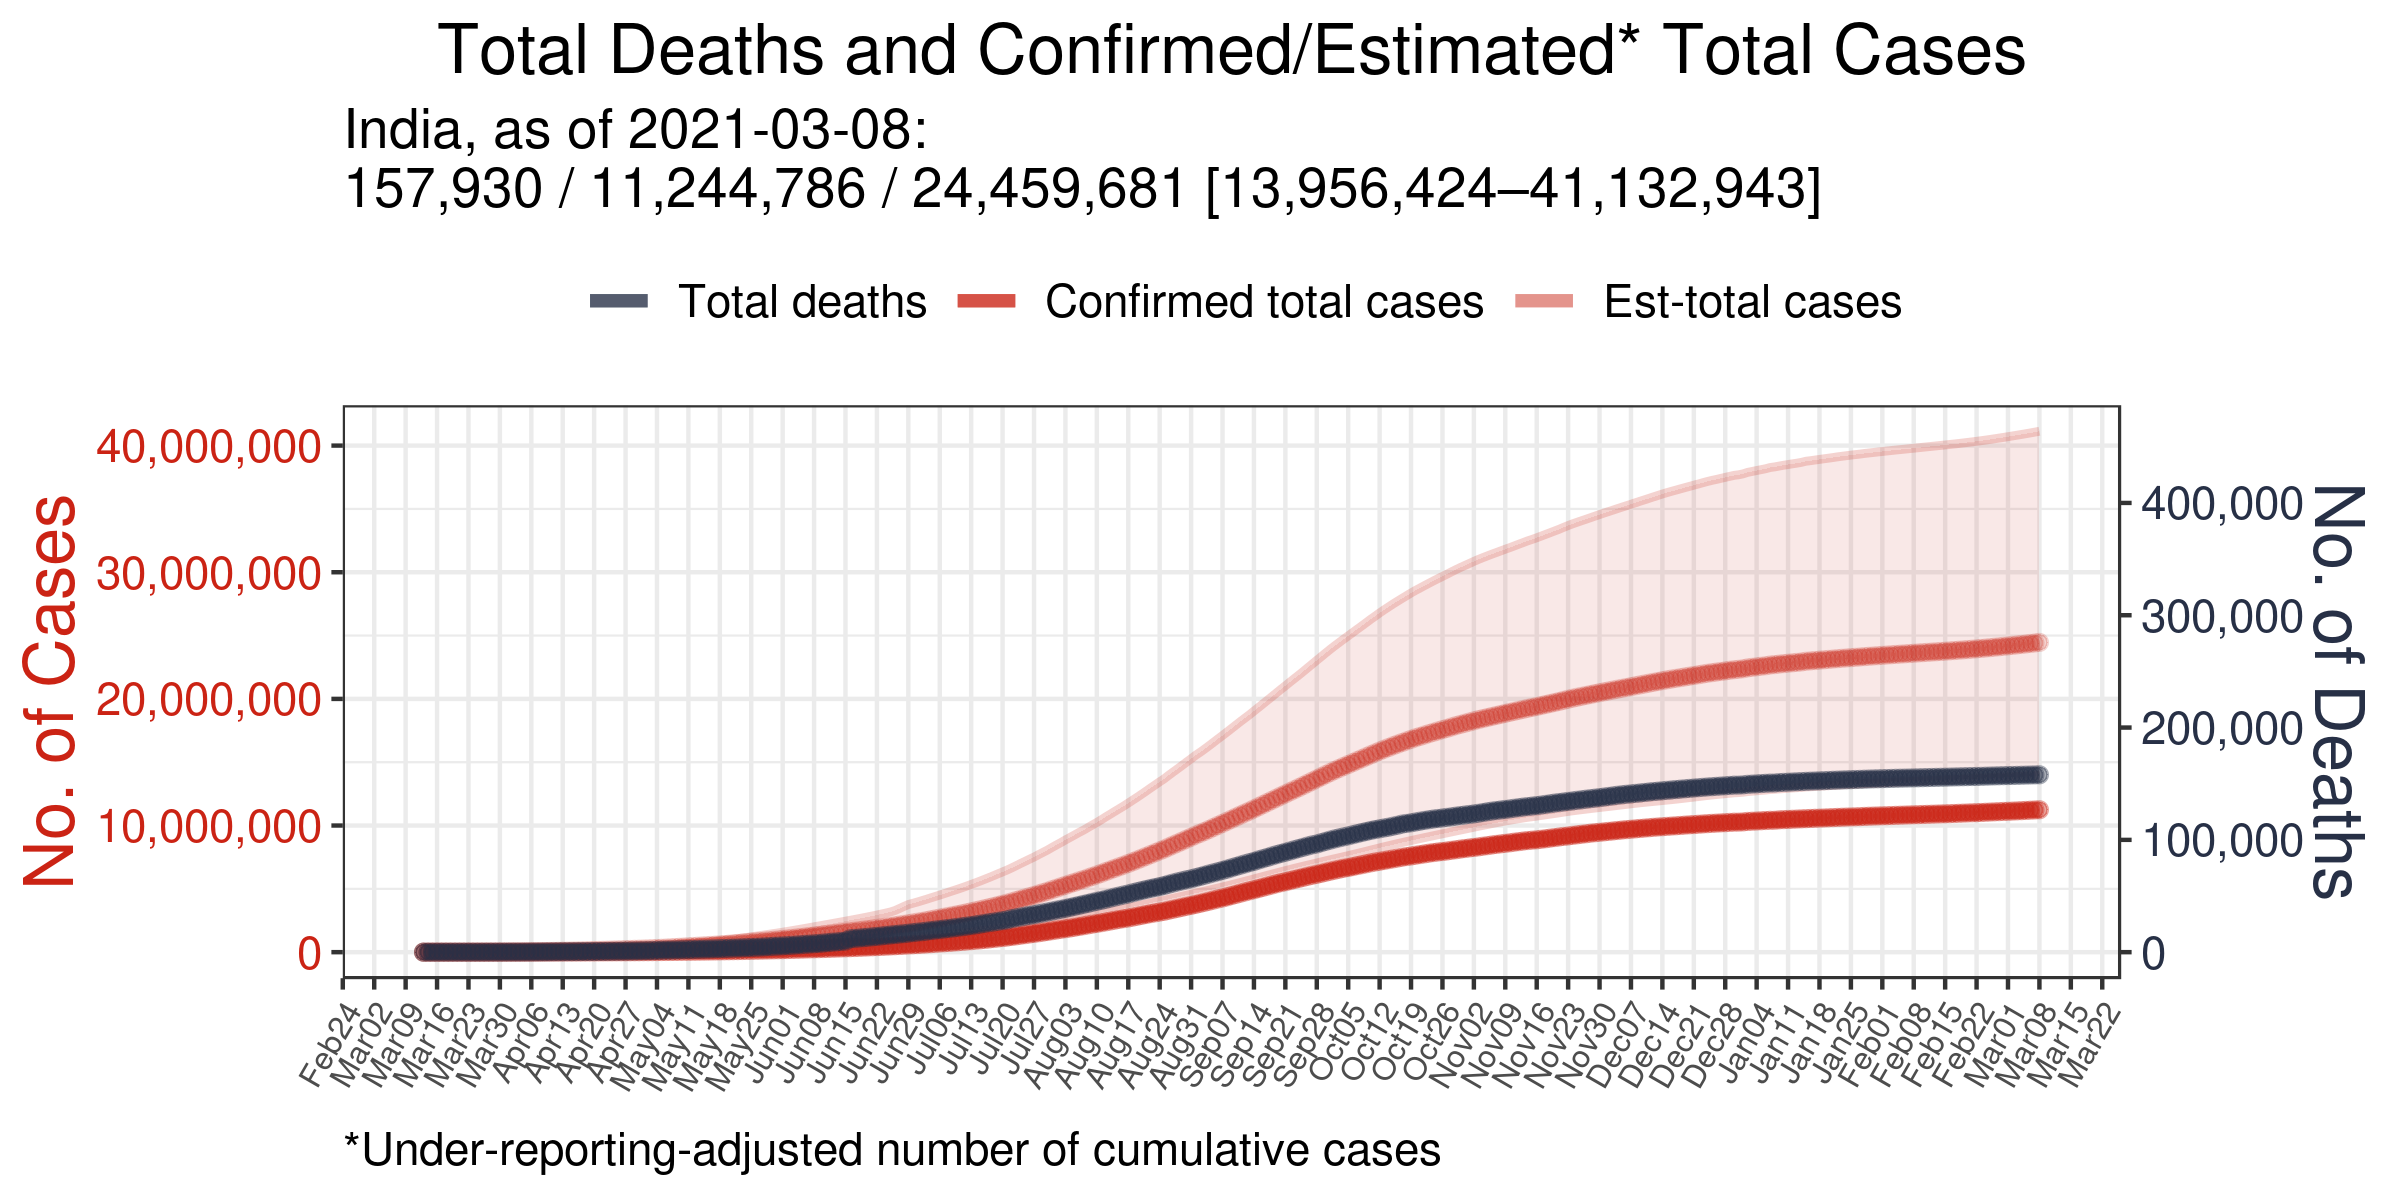 Total Deaths and Confirmed/Estimated* Total Cases
India, as of 2021-03-08:
157,930 / 11,244,786 / 24,459,681 [13,956,424–41,132,943]
Total deaths
Confirmed total cases
Est-total cases
No. of Cases
40,000,000
30,000,000
20,000,000
10,000,000
0
400,000
300,000
200,000
100,000
0
No. of Deaths
Feb24
Mar02
Mar09
Mar16
Mar23
Mar30
Apr06
Apr13
Apr20
Apr27
May04
May11
May18
May25
Jun01
Jun08
Jun15
Jun22
Jun29
Jul06
Jul13
Jul20
Jul27
Aug03
Aug10
Aug17
Aug24
Aug31
Sep07
Sep14
Sep21
Sep28
Oct05
Oct12
Oct19
Oct26
Nov02
Nov09
Nov16
Nov23
Nov30
Dec07
Dec14
Dec21
Dec28
Jan04
Jan11
Jan18
Jan25
Feb01
Feb08
Feb15
Feb22
Mar01
Mar08
Mar15
Mar22
*Under-reporting-adjusted number of cumulative cases